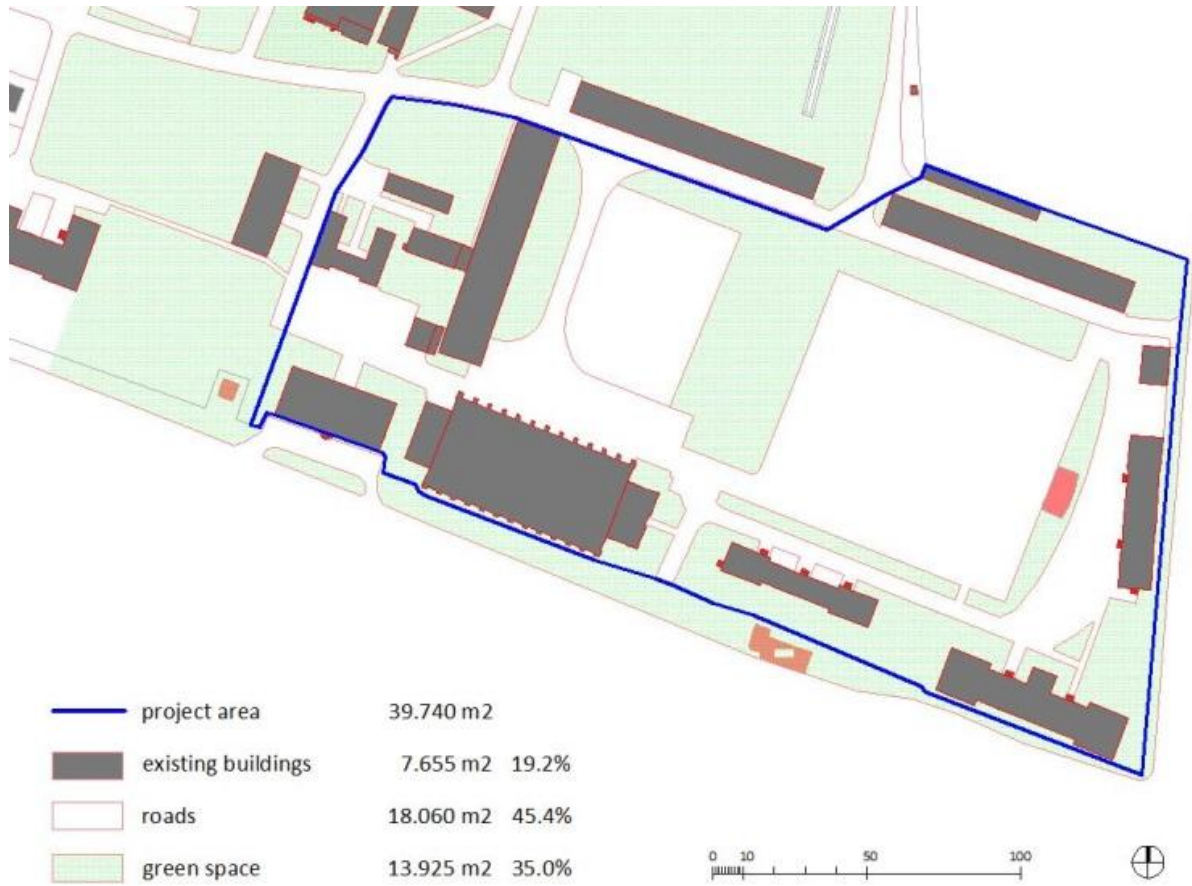 project area 39.740 m2
existing buildings 7.655 m2 19.2%
roads 18.060 m2 45.4%
green space 13.925 m2 35.0%
0 10 50 100